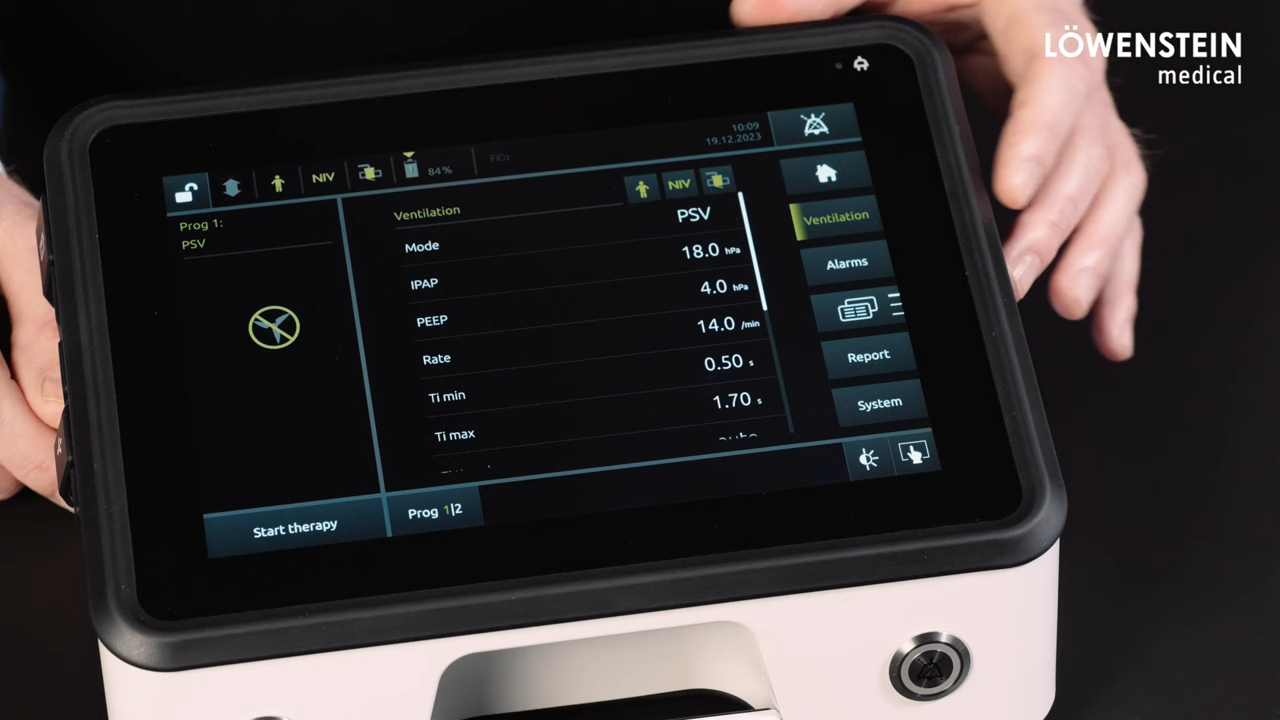 LÖWENSTEIN
medical
10:09
19.12.2023
NIV
84%
FiO₂
Prog 1:
PSV
Ventilation
NIV
Mode
PSV
IPAP
18.0 hPa
PEEP
4.0 hPa
Rate
14.0 /min
Ti min
0.50 s
Ti max
1.70 s
Ventilation
Alarms
Report
System
Start therapy
Prog 1|2